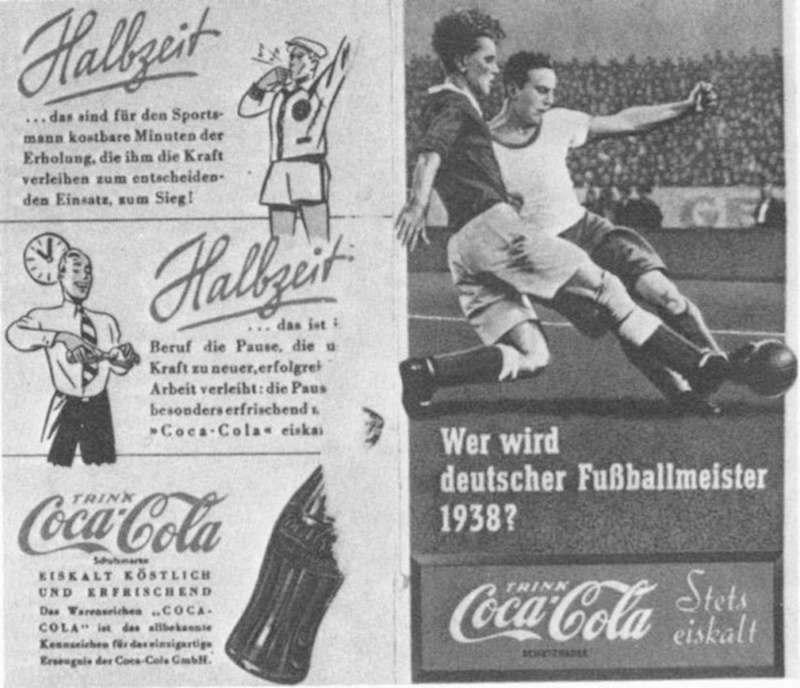 Halbzeit
...das sind für den Sports-
mann kostbare Minuten der
Erholung, die ihm die Kraft
verleihen zum entscheiden-
den Einsatz, zum Sieg!
Halbzeit
... das ist
Beruf die Pause, die
Kraft zu neuer, erfolgrei
Arbeit verleiht: die Paus
besonders erfrischend
»Coca-Cola« eiska
TRINK
Coca-Cola
Schutzmarke
EISKALT KÖSTLICH
UND ERFRISCHEND
Das Warenzeichen „COCA-
COLA" ist das allbekannte
Kennzeichen für das einzigartige
Erzeugnis der Coca-Cola GmbH.
Wer wird
deutscher Fußballmeister
1938?
TRINK
Coca-Cola
SCHUTZMARKE
Stets
eiskalt